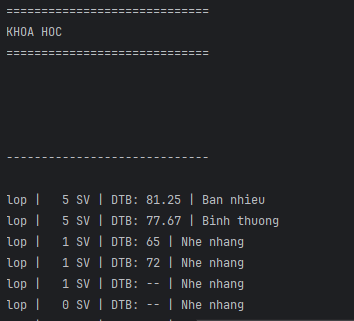 =============================
KHOA HOC
=============================
-----------------------------
lop |   5 SV | DTB: 81.25 | Ban nhieu
lop |   5 SV | DTB: 77.67 | Binh thuong
lop |   1 SV | DTB: 65 | Nhe nhang
lop |   1 SV | DTB: 72 | Nhe nhang
lop |   1 SV | DTB: -- | Nhe nhang
lop |   0 SV | DTB: -- | Nhe nhang